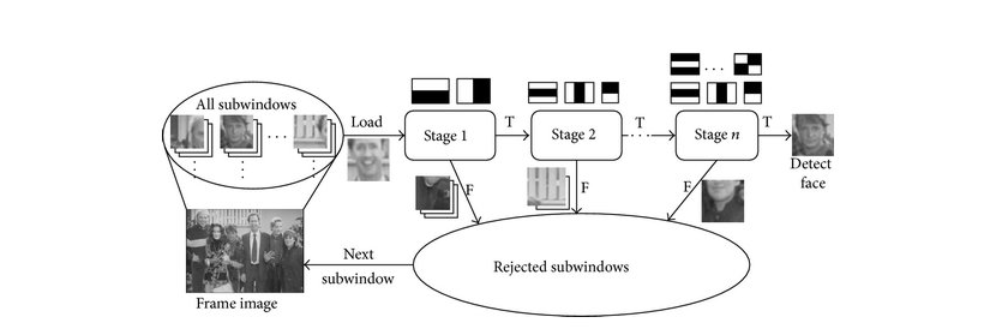 All subwindows
. . .
Load
Stage 1
T
Stage 2
T
. . .
Stage n
T
Detect
face
F
F
F
Rejected subwindows
Next
subwindow
Frame image